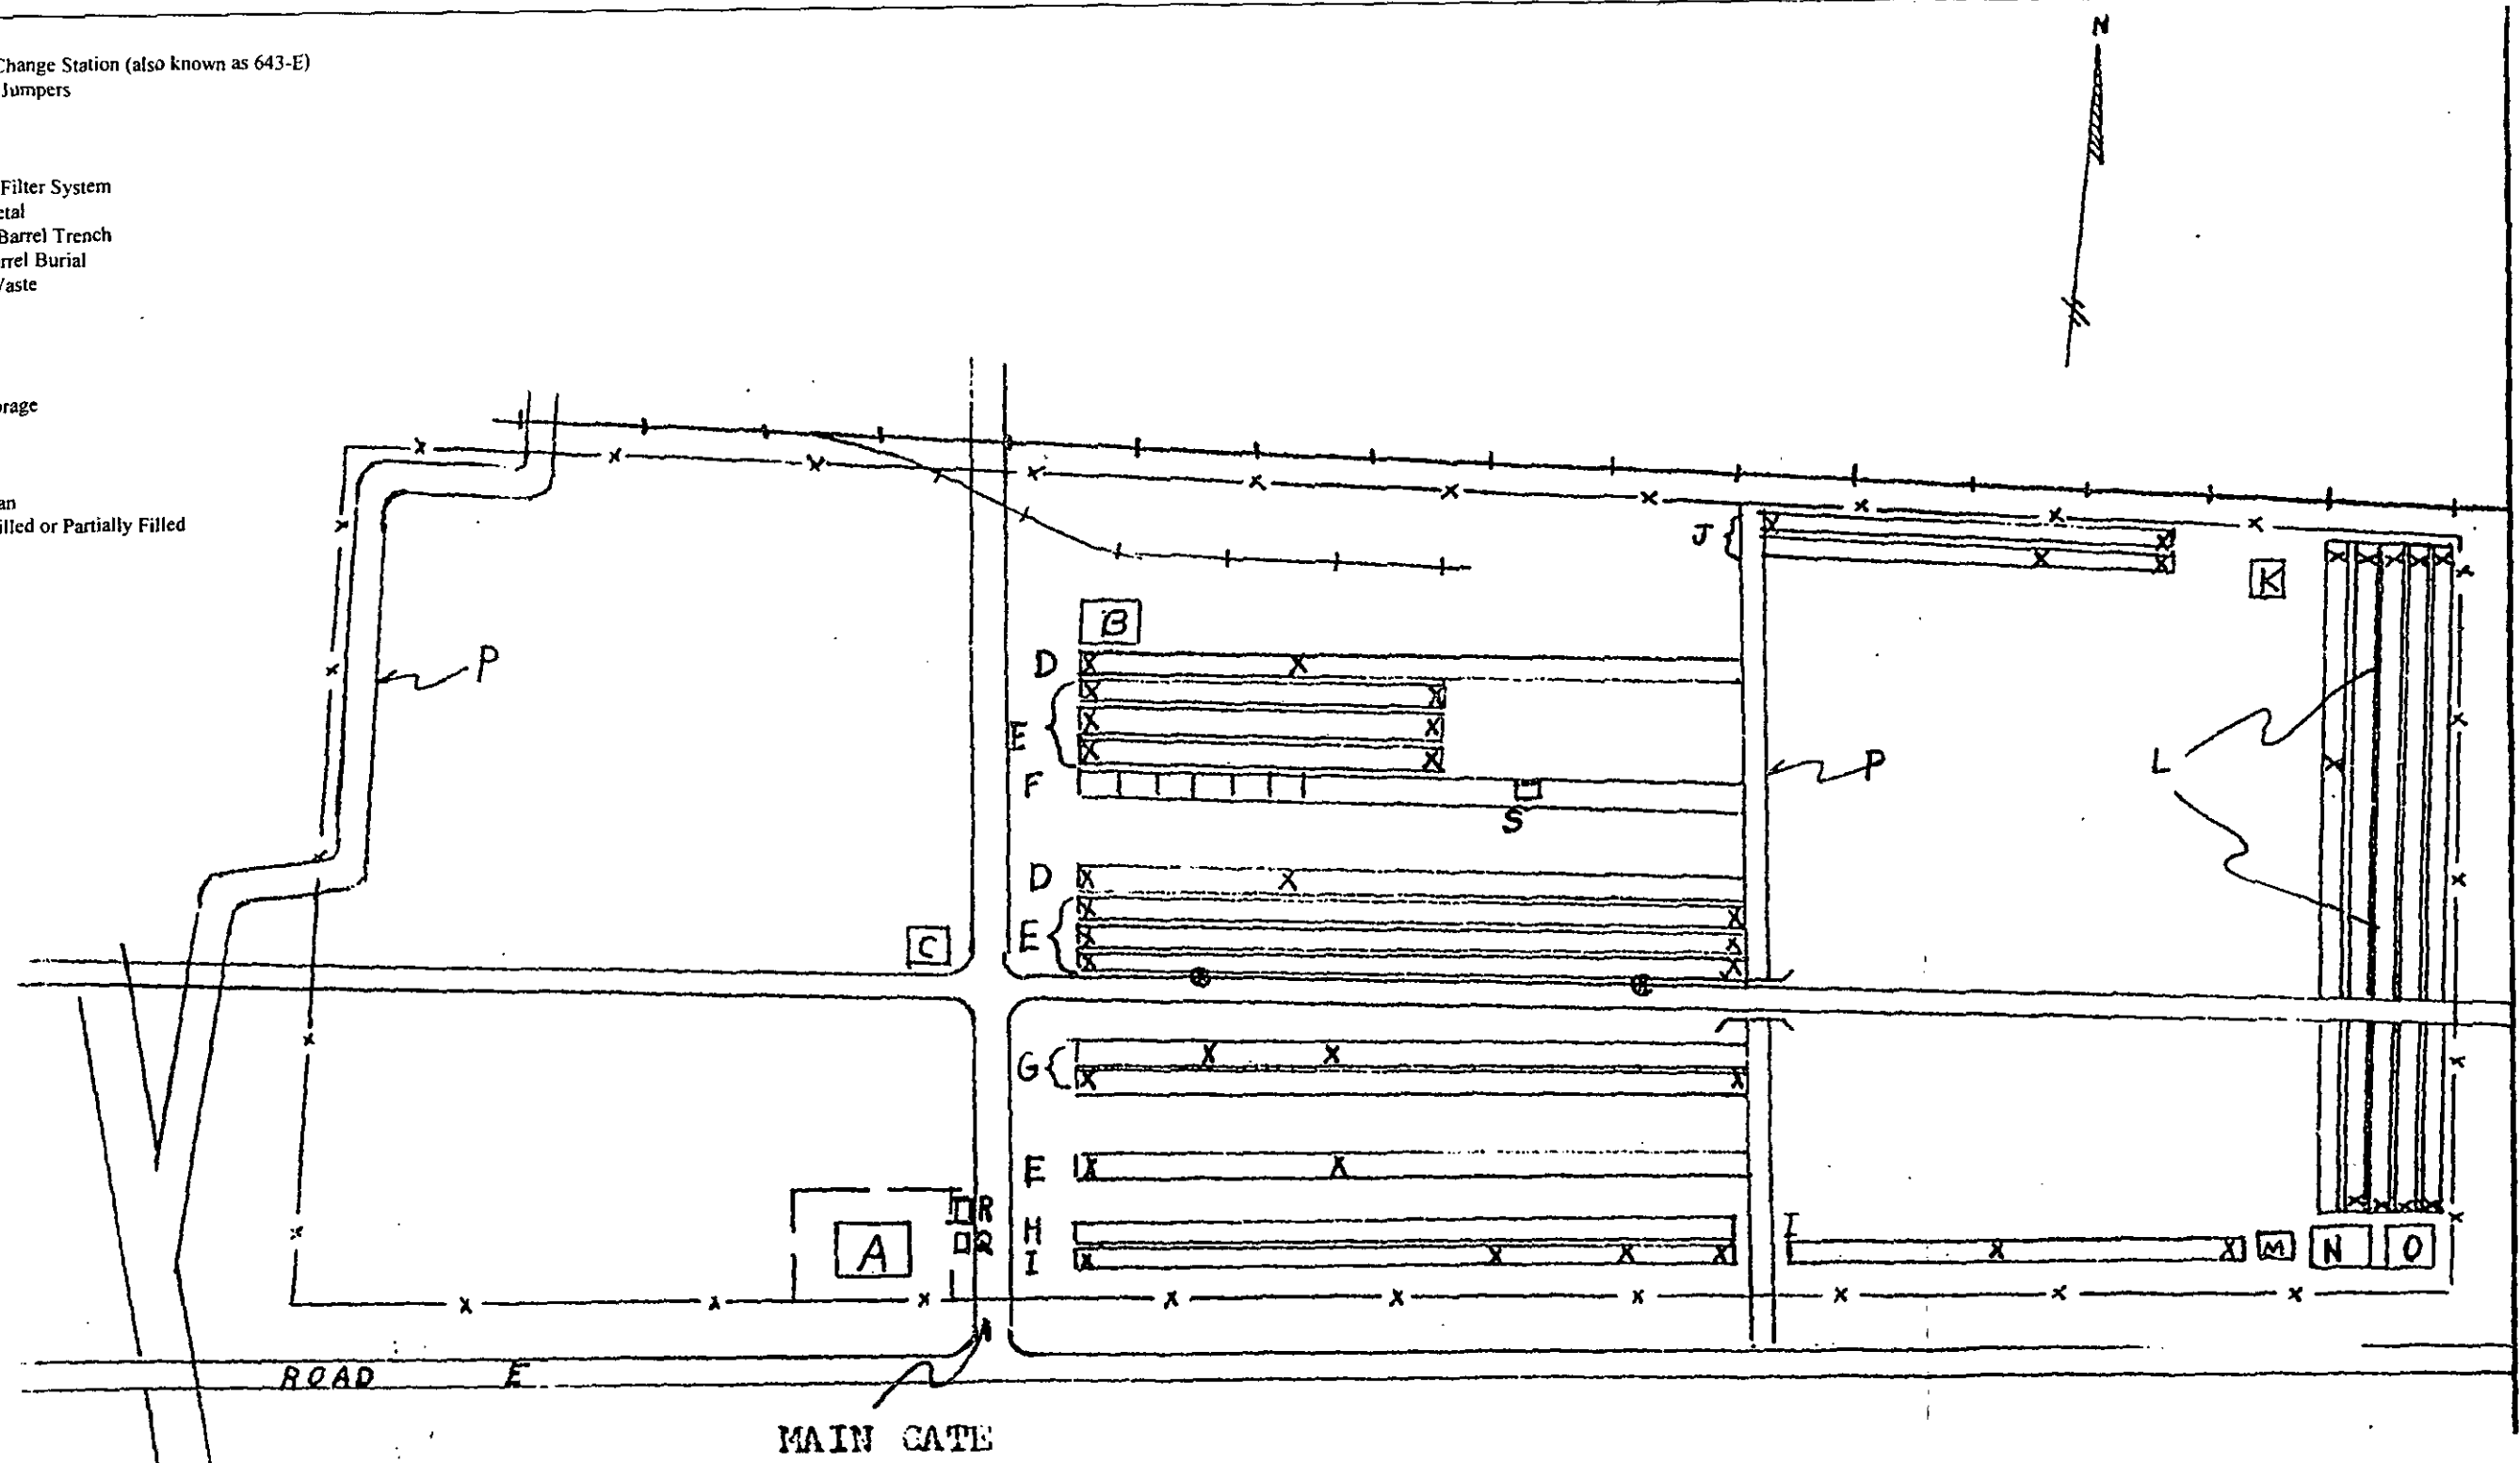 Change Station (also known as 643-E)
Jumpers
Filter System
etal
Barrel Trench
rrel Burial
Vaste
orage
an
illed or Partially Filled
N
J
K
B
D
E
P
P
L
F
S
D
E
C
G
E
R
H
I
A
Q
I
M
N
O
ROAD E
MAIN GATE